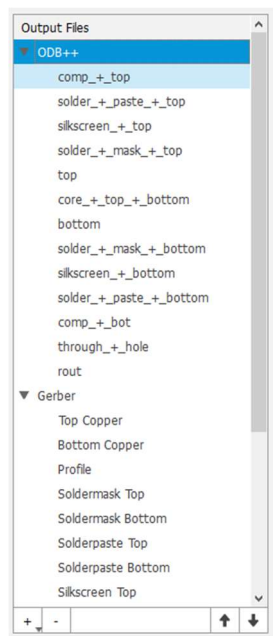 Output Files
ODB++
comp_+_top
solder_+_paste_+_top
silkscreen_+_top
solder_+_mask_+_top
top
core_+_top_+_bottom
bottom
solder_+_mask_+_bottom
silkscreen_+_bottom
solder_+_paste_+_bottom
comp_+_bot
through_+_hole
rout
Gerber
Top Copper
Bottom Copper
Profile
Soldermask Top
Soldermask Bottom
Solderpaste Top
Solderpaste Bottom
Silkscreen Top
+ -